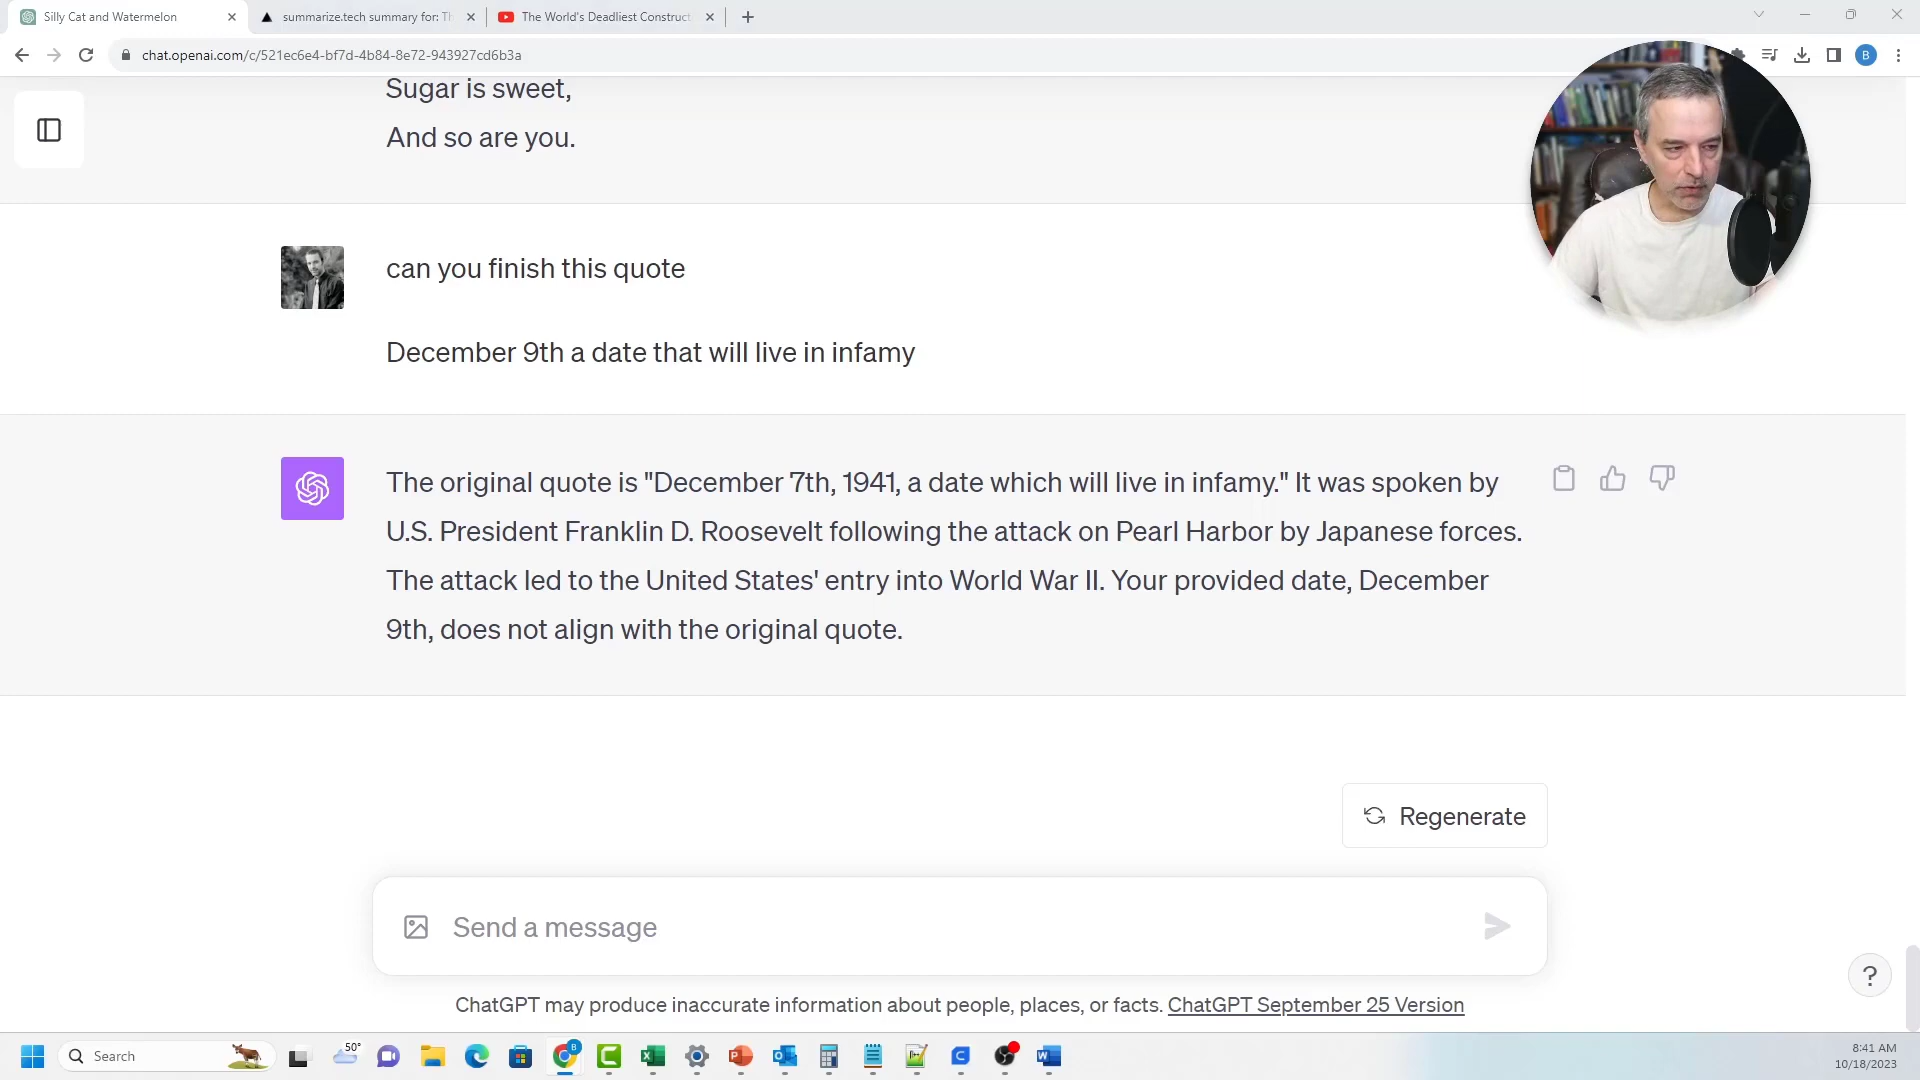 Silly Cat and Watermelon
summarize.tech summary for: Th
The World's Deadliest Construct
chat.openai.com/c/521ec6e4-bf7d-4b84-8e72-943927cd6b3a
B
Sugar is sweet,
And so are you.
can you finish this quote
December 9th a date that will live in infamy
The original quote is "December 7th, 1941, a date which will live in infamy." It was spoken by
U.S. President Franklin D. Roosevelt following the attack on Pearl Harbor by Japanese forces.
The attack led to the United States' entry into World War II. Your provided date, December
9th, does not align with the original quote.
Regenerate
Send a message
?
ChatGPT may produce inaccurate information about people, places, or facts. ChatGPT September 25 Version
Search
50°
B
8:41 AM
10/18/2023